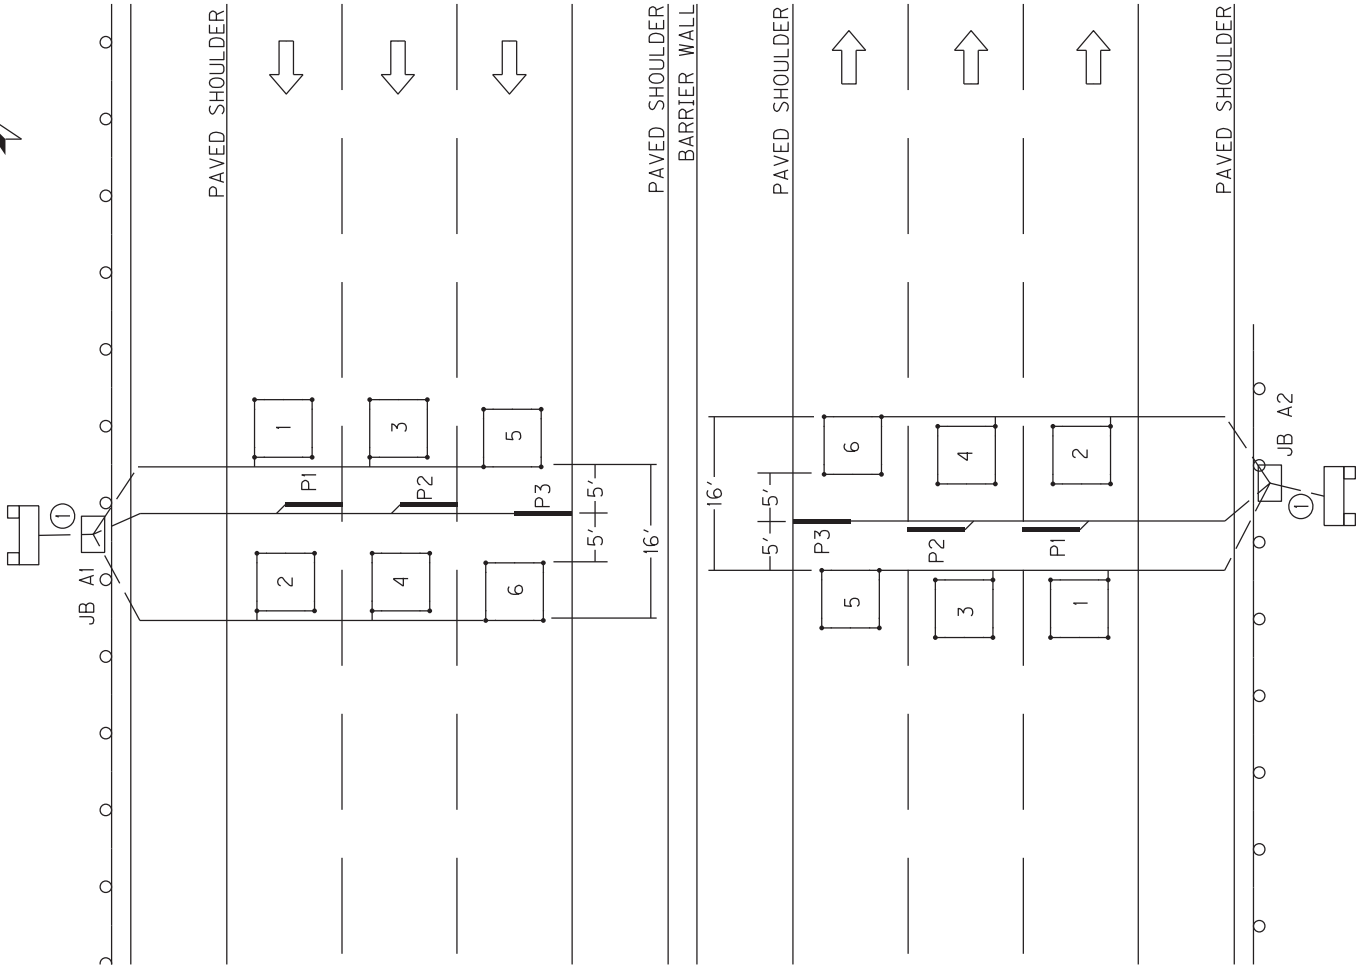 PAVED SHOULDER
PAVED SHOULDER
BARRIER WALL
PAVED SHOULDER
PAVED SHOULDER
1
3
5
P1
P2
P3
1
JB A1
2
4
6
5'
5'
16'
16'
5'
5'
6
4
2
JB A2
1
P3
P2
P1
5
3
1